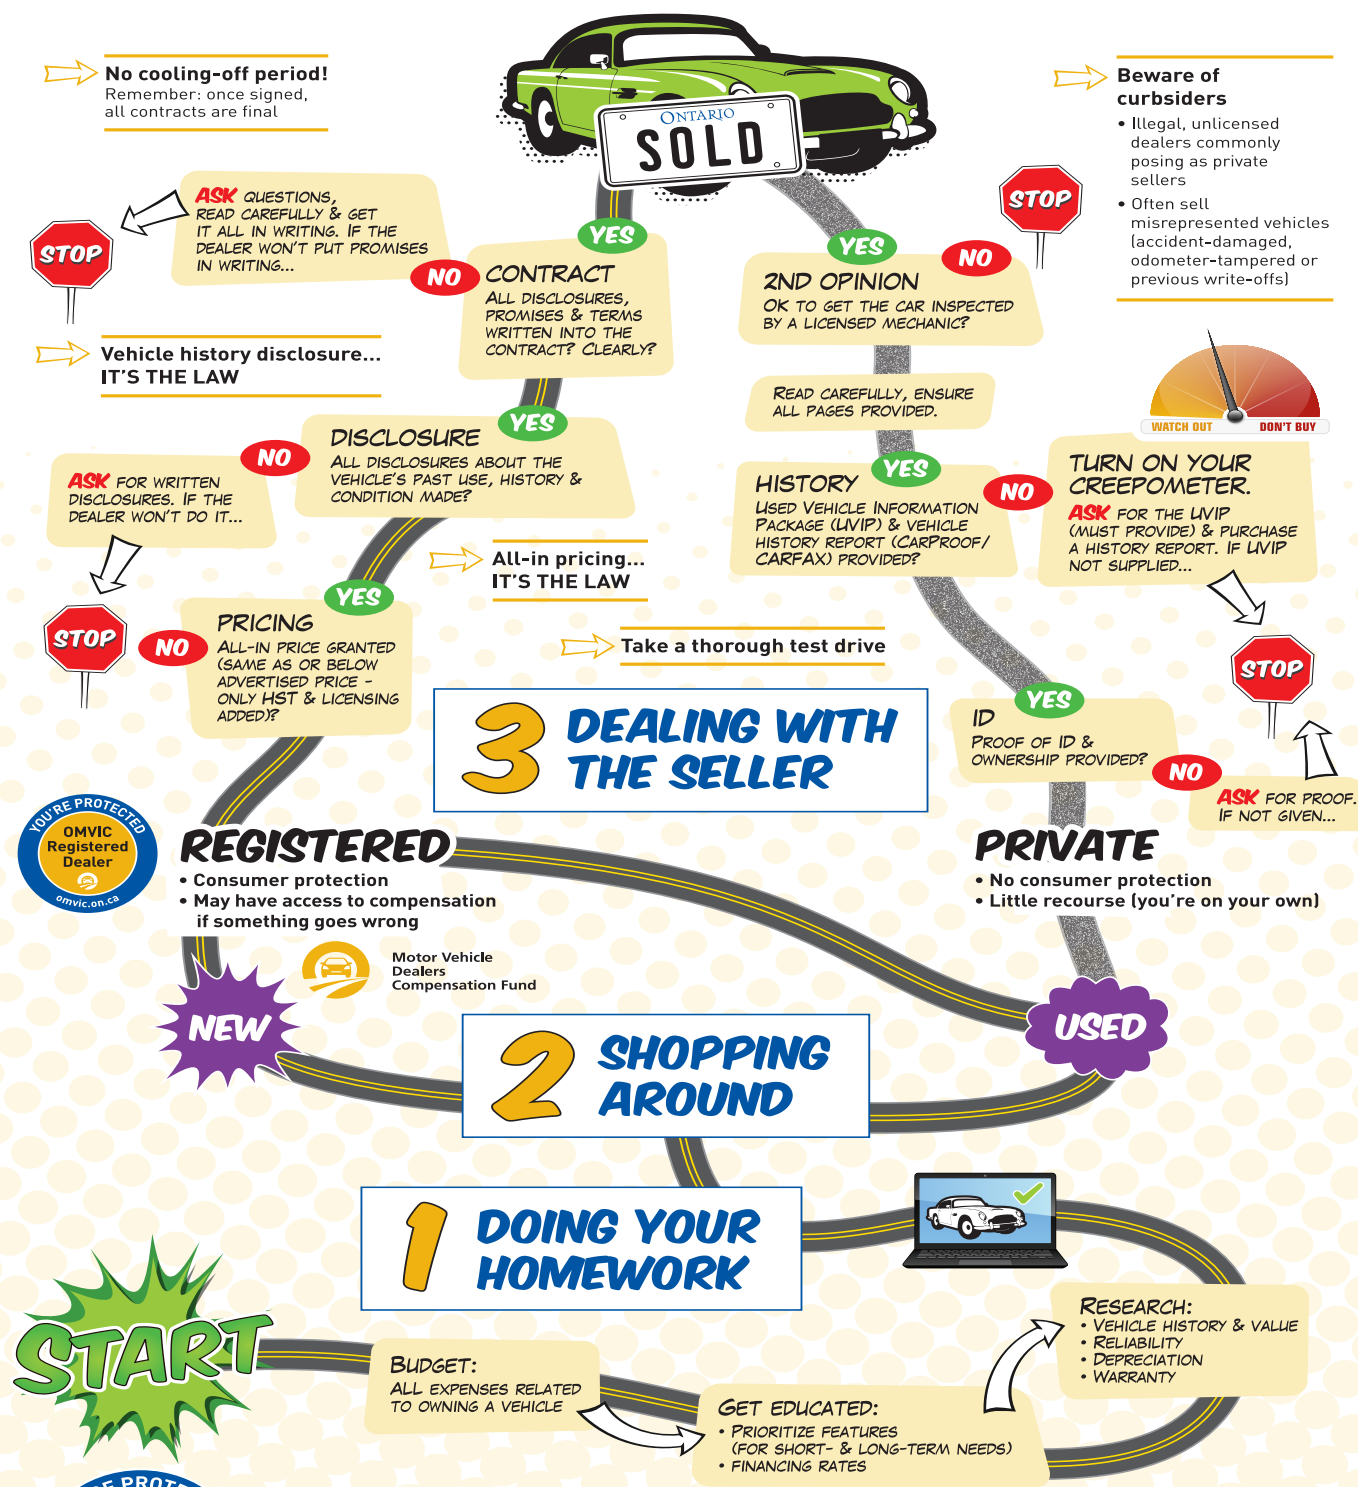 No cooling-off period!
Remember: once signed,
all contracts are final
ONTARIO
SOLD
Beware of
curbsiders
• Illegal, unlicensed
dealers commonly
posing as private
sellers
• Often sell
misrepresented vehicles
(accident-damaged,
odometer-tampered or
previous write-offs)
STOP
ASK QUESTIONS,
READ CAREFULLY & GET
IT ALL IN WRITING. IF THE
DEALER WON'T PUT PROMISES
IN WRITING...
STOP
YES
NO
CONTRACT
ALL DISCLOSURES,
PROMISES & TERMS
WRITTEN INTO THE
CONTRACT? CLEARLY?
YES
NO
2ND OPINION
OK TO GET THE CAR INSPECTED
BY A LICENSED MECHANIC?
Vehicle history disclosure...
IT'S THE LAW
READ CAREFULLY, ENSURE
ALL PAGES PROVIDED.
WATCH OUT
DON'T BUY
YES
NO
DISCLOSURE
ALL DISCLOSURES ABOUT THE
VEHICLE'S PAST USE, HISTORY &
CONDITION MADE?
ASK FOR WRITTEN
DISCLOSURES. IF THE
DEALER WON'T DO IT...
YES
NO
HISTORY
USED VEHICLE INFORMATION
PACKAGE (UVIP) & VEHICLE
HISTORY REPORT (CARPROOF/
CARFAX) PROVIDED?
TURN ON YOUR
CREEPOMETER.
ASK FOR THE UVIP
(MUST PROVIDE) & PURCHASE
A HISTORY REPORT. IF UVIP
NOT SUPPLIED...
All-in pricing...
IT'S THE LAW
STOP
NO
YES
PRICING
ALL-IN PRICE GRANTED
(SAME AS OR BELOW
ADVERTISED PRICE -
ONLY HST & LICENSING
ADDED)?
Take a thorough test drive
STOP
3 DEALING WITH
THE SELLER
YES
ID
PROOF OF ID &
OWNERSHIP PROVIDED?
NO
ASK FOR PROOF.
IF NOT GIVEN...
YOU'RE PROTECTED
OMVIC
Registered
Dealer
omvic.on.ca
REGISTERED
• Consumer protection
• May have access to compensation
if something goes wrong
PRIVATE
• No consumer protection
• Little recourse (you're on your own)
Motor Vehicle
Dealers
Compensation Fund
NEW
USED
2 SHOPPING
AROUND
1 DOING YOUR
HOMEWORK
START
BUDGET:
ALL EXPENSES RELATED
TO OWNING A VEHICLE
GET EDUCATED:
• PRIORITIZE FEATURES
(FOR SHORT- & LONG-TERM NEEDS)
• FINANCING RATES
RESEARCH:
• VEHICLE HISTORY & VALUE
• RELIABILITY
• DEPRECIATION
• WARRANTY